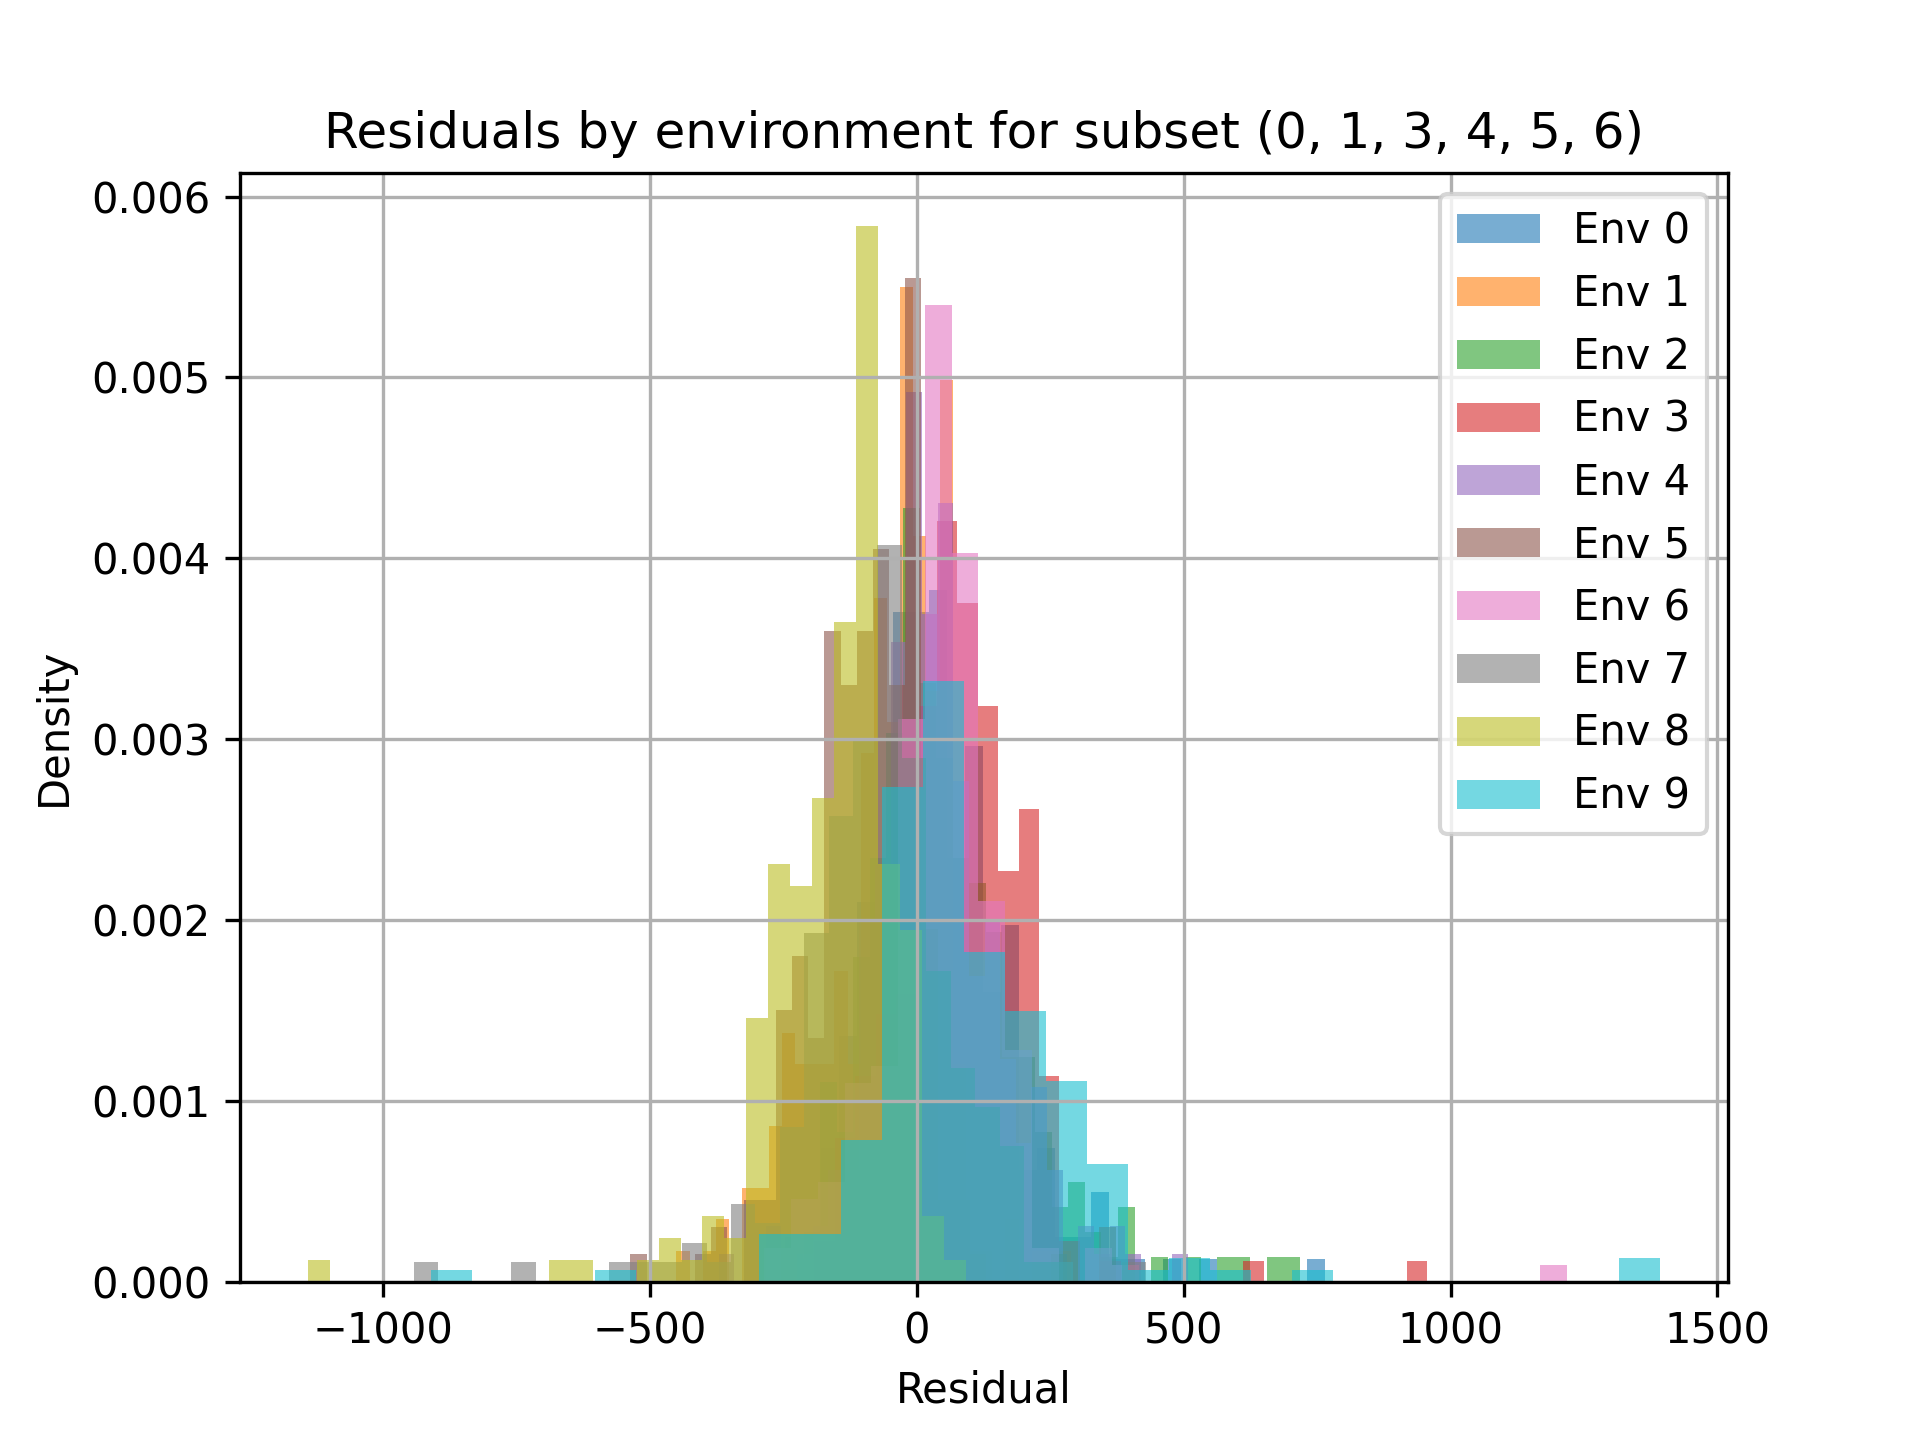 Residuals by environment for subset (0, 1, 3, 4, 5, 6)
0.006
0.005
0.004
0.003
0.002
0.001
0.000
Density
Env 0
Env 1
Env 2
Env 3
Env 4
Env 5
Env 6
Env 7
Env 8
Env 9
−1000
−500
0
500
1000
1500
Residual